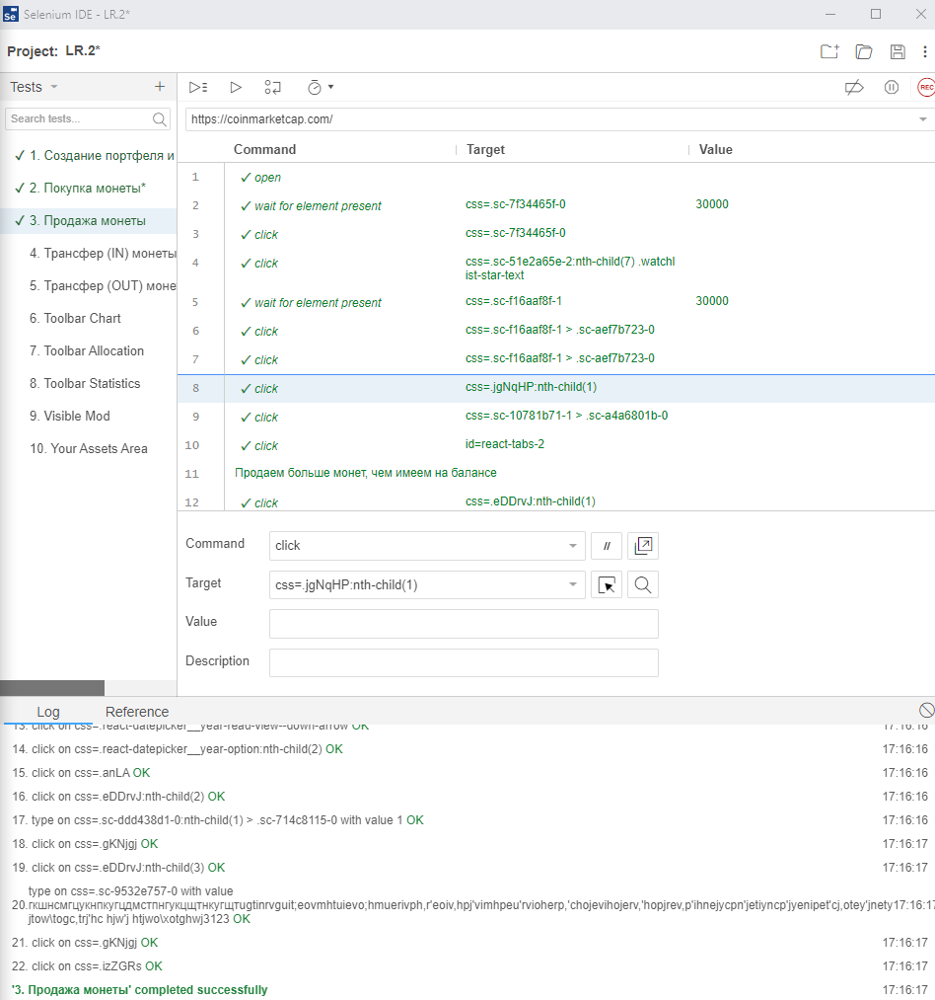 Selenium IDE - LR.2*
Project: LR.2*
Tests
Search tests...
✓ 1. Создание портфеля и
✓ 2. Покупка монеты*
✓ 3. Продажа монеты
4. Трансфер (IN) монеты
5. Трансфер (OUT) моне
6. Toolbar Chart
7. Toolbar Allocation
8. Toolbar Statistics
9. Visible Mod
10. Your Assets Area
REC
https://coinmarketcap.com/
Command Target Value
1 ✓ open
2 ✓ wait for element present css=.sc-7f34465f-0 30000
3 ✓ click css=.sc-7f34465f-0
4 ✓ click css=.sc-51e2a65e-2:nth-child(7) .watchl
ist-star-text
5 ✓ wait for element present css=.sc-f16aaf8f-1 30000
6 ✓ click css=.sc-f16aaf8f-1 > .sc-aef7b723-0
7 ✓ click css=.sc-f16aaf8f-1 > .sc-aef7b723-0
8 ✓ click css=.jgNqHP:nth-child(1)
9 ✓ click css=.sc-10781b71-1 > .sc-a4a6801b-0
10 ✓ click id=react-tabs-2
11 Продаем больше монет, чем имеем на балансе
12 ✓ click css=.eDDrvJ:nth-child(1)
Command click //
Target css=.jgNqHP:nth-child(1)
Value
Description
Log Reference
13. click on css=.react-datepicker__year-read-view--down-arrow OK 17:16:16
14. click on css=.react-datepicker__year-option:nth-child(2) OK 17:16:16
15. click on css=.anLA OK 17:16:16
16. click on css=.eDDrvJ:nth-child(2) OK 17:16:16
17. type on css=.sc-ddd438d1-0:nth-child(1) > .sc-714c8115-0 with value 1 OK 17:16:16
18. click on css=.gKNjgj OK 17:16:17
19. click on css=.eDDrvJ:nth-child(3) OK 17:16:17
type on css=.sc-9532e757-0 with value
20.гкшнсмгцукнпкугцдмстпнгукцщтнкугщтugtinrvguit;eovmhtuievo;hmuerivph,r'eoiv,hpj'vimhpeu'rvioherp,'chojevihojerv,'hopjrev,p'ihnejycpn'jetiyncp'jyenipet'cj,otey'jnety17:16:17
jtow\togc,trj'hc hjw'j htjwo\xotghwj3123 OK
21. click on css=.gKNjgj OK 17:16:17
22. click on css=.izZGRs OK 17:16:17
'3. Продажа монеты' completed successfully 17:16:17